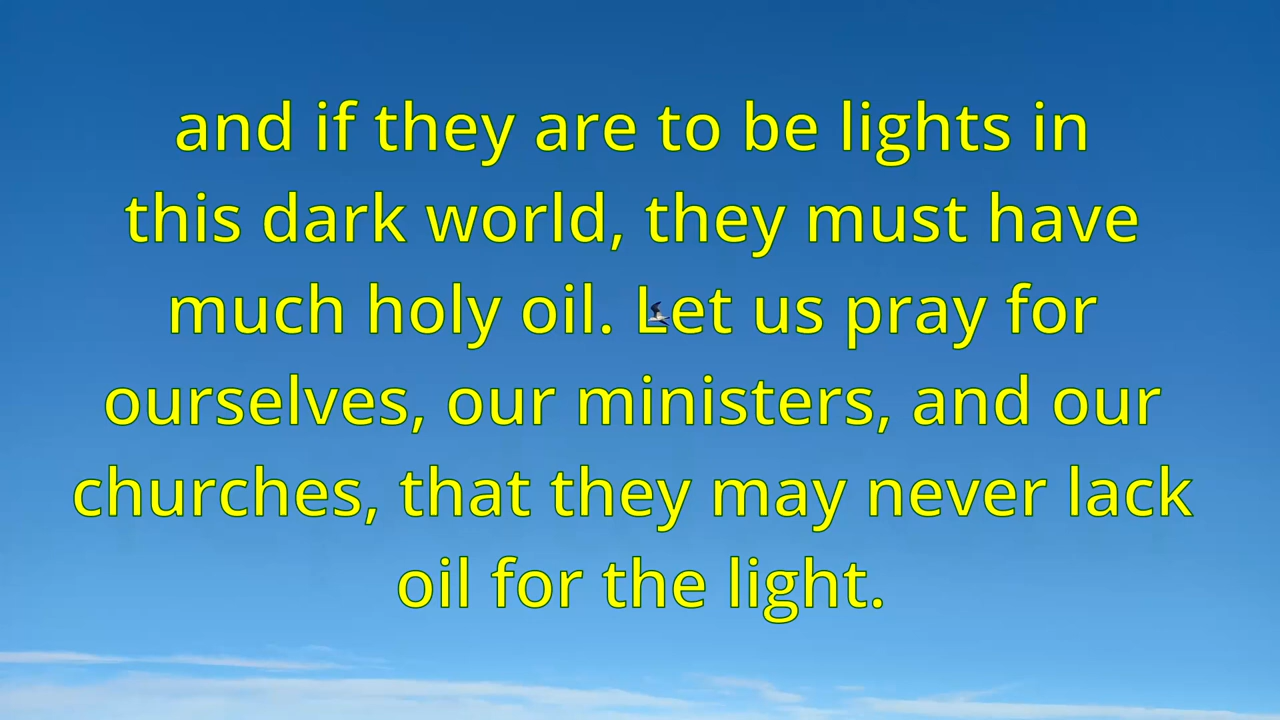 and if they are to be lights in
this dark world, they must have
much holy oil. Let us pray for
ourselves, our ministers, and our
churches, that they may never lack
oil for the light.